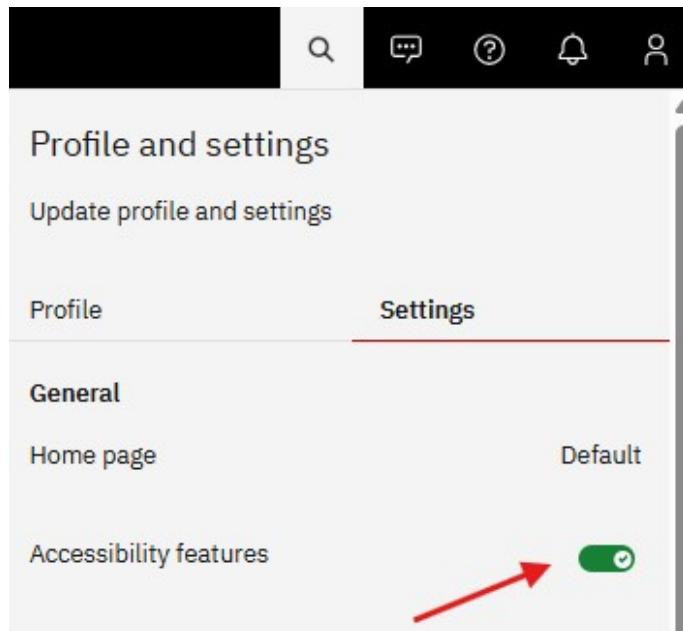 Profile and settings
Update profile and settings
Profile Settings
General
Home page Default
Accessibility features